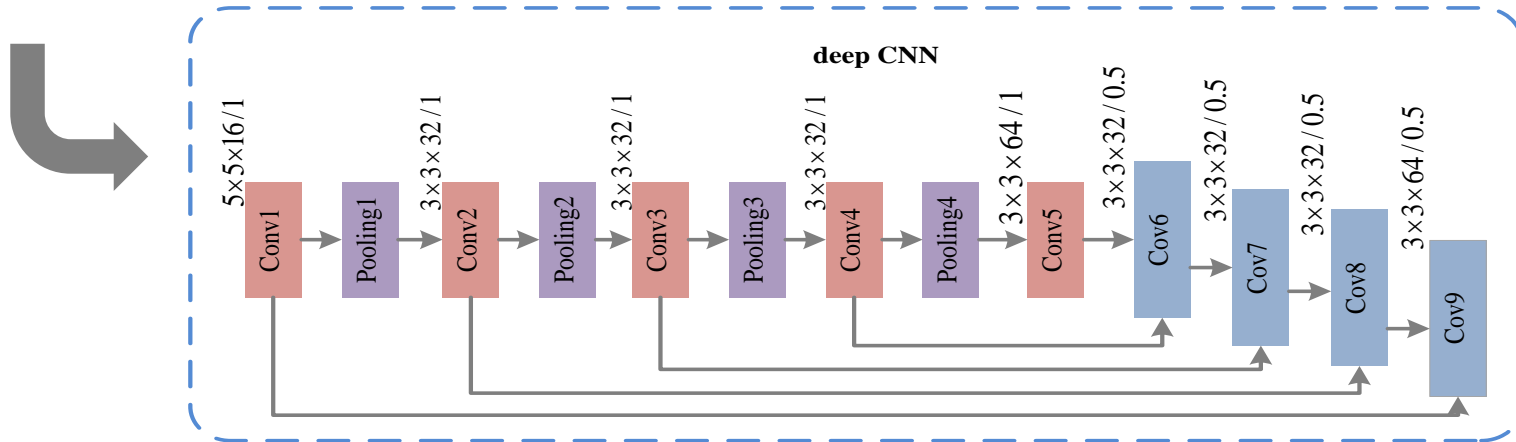 deep CNN
5×5×16/1
Conv1
Pooling1
3×3×32/1
Conv2
Pooling2
3×3×32/1
Conv3
Pooling3
3×3×32/1
Conv4
Pooling4
3×3×64/1
Conv5
3×3×32/0.5
Cov6
3×3×32/0.5
Cov7
3×3×32/0.5
Cov8
3×3×64/0.5
Cov9